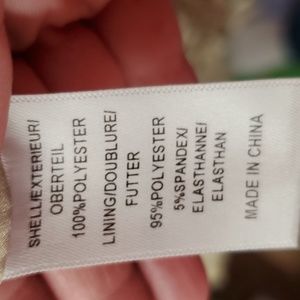 SHELL/EXTERIEUR/
OBERTEIL
100%POLYESTER
LINING/DOUBLURE/
FUTTER
95%POLYESTER
5%SPANDEX/
ELASTHANNE/
ELASTHAN
MADE IN CHINA